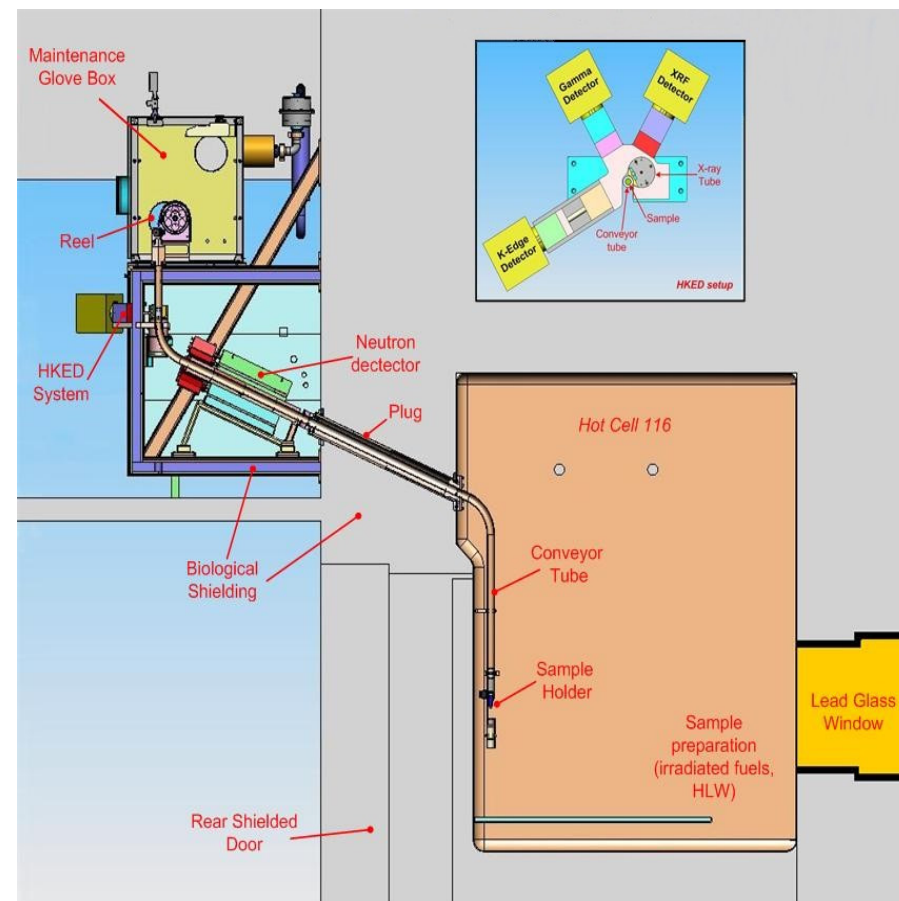 Maintenance
Glove Box
Reel
HKED
System
Neutron
dectector
Plug
Biological
Shielding
Rear Shielded
Door
Gamma
Detector
XRF
Detector
X-ray
Tube
Sample
Conveyor
tube
K-Edge
Detector
HKED setup
Hot Cell 116
Conveyor
Tube
Sample
Holder
Sample
preparation
(irradiated fuels,
HLW)
Lead Glass
Window